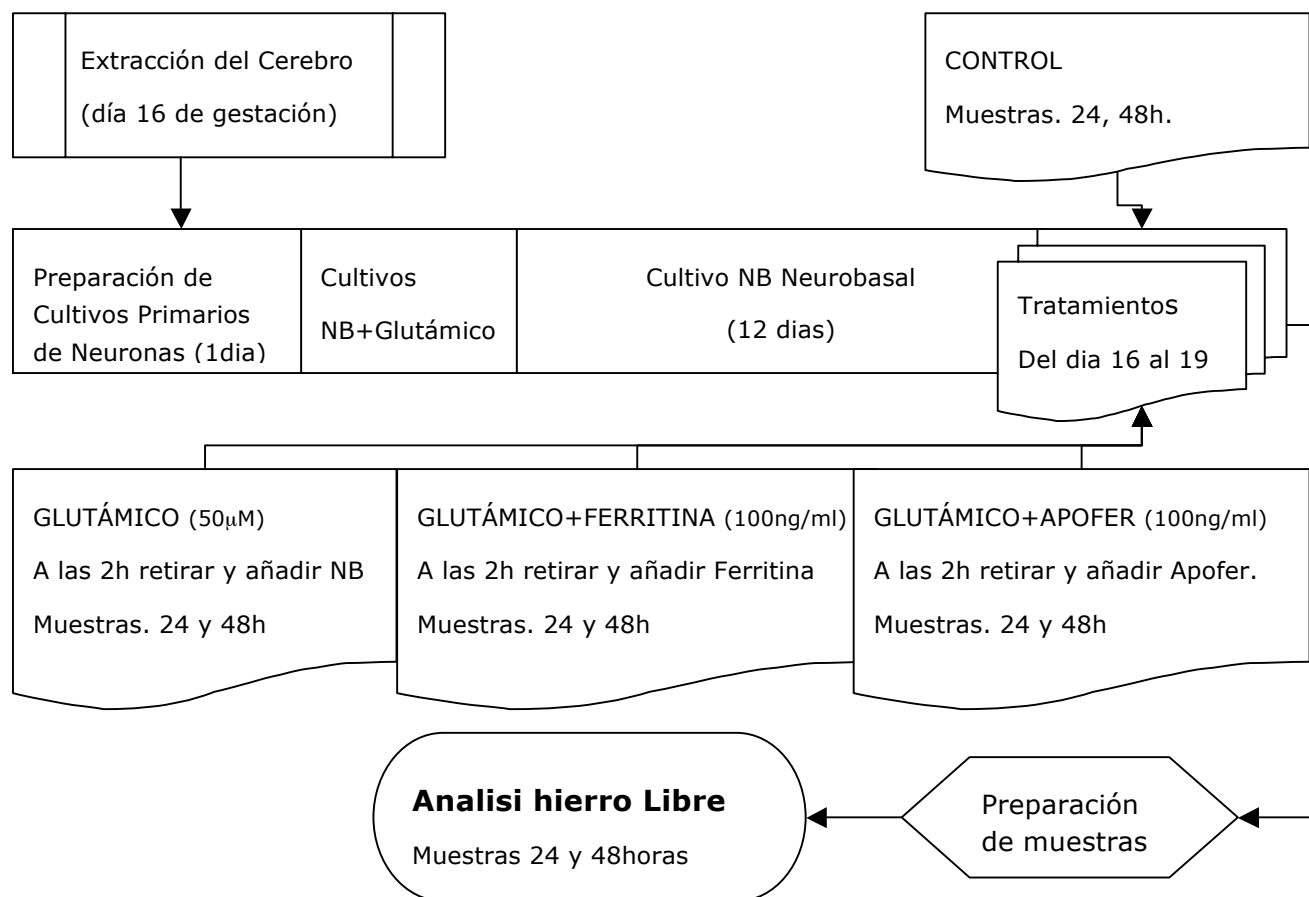 Extracción del Cerebro
(día 16 de gestación)
CONTROL
Muestras. 24, 48h.
Preparación de
Cultivos Primarios
de Neuronas (1dia)
Cultivos
NB+Glutámico
Cultivo NB Neurobasal
(12 dias)
Tratamientos
Del dia 16 al 19
GLUTÁMICO (50μM)
A las 2h retirar y añadir NB
Muestras. 24 y 48h
GLUTÁMICO+FERRITINA (100ng/ml)
A las 2h retirar y añadir Ferritina
Muestras. 24 y 48h
GLUTÁMICO+APOFER (100ng/ml)
A las 2h retirar y añadir Apofer.
Muestras. 24 y 48h
Analisi hierro Libre
Muestras 24 y 48horas
Preparación
de muestras